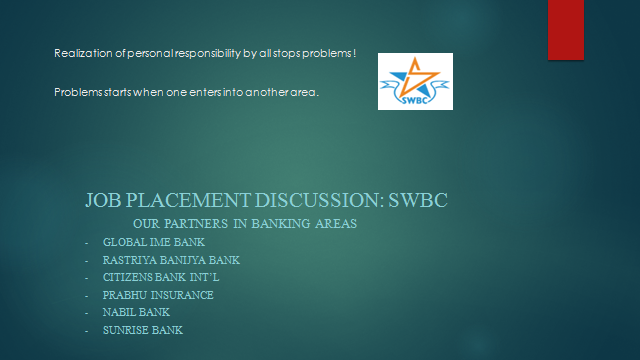 Realization of personal responsibility by all stops problems!
Problems starts when one enters into another area.
SWBC
JOB PLACEMENT DISCUSSION: SWBC
OUR PARTNERS IN BANKING AREAS
- GLOBAL IME BANK
- RASTRIYA BANIJYA BANK
- CITIZENS BANK INT'L
- PRABHU INSURANCE
- NABIL BANK
- SUNRISE BANK